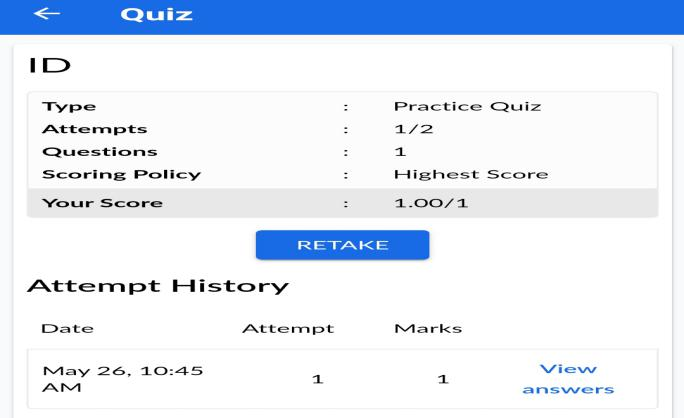 Quiz
ID
Type : Practice Quiz
Attempts : 1/2
Questions : 1
Scoring Policy : Highest Score
Your Score : 1.00/1
RETAKE
Attempt History
Date Attempt Marks
May 26, 10:45 AM 1 1 View answers